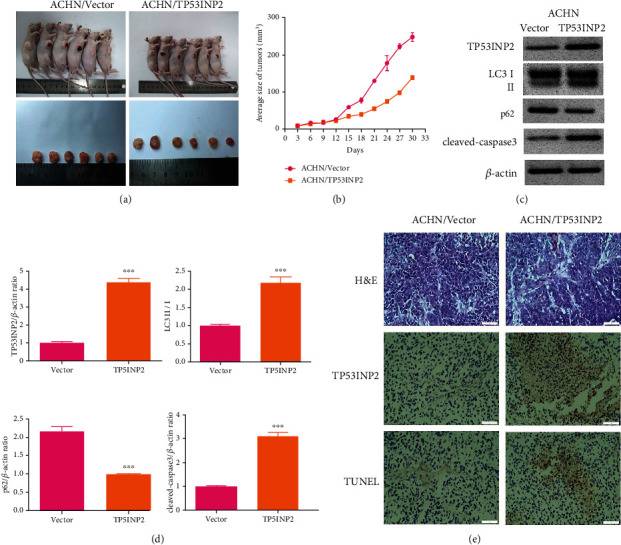 ACHN/Vector
ACHN/TP53INP2
(a)
Average size of tumors (mm³)
250
200
150
100
50
0
0 3 6 9 12 15 18 21 24 27 30 33
Days
ACHN/Vector
ACHN/TP53INP2
(b)
ACHN
Vector TP53INP2
TP53INP2
LC3 I
II
p62
cleaved-caspase3
β-actin
(c)
TP53INP2/β-actin ratio
5
4
3
2
1
0
***
Vector TP5INP2
LC3 II / I
2.5
2.0
1.5
1.0
0.5
0.0
***
Vector TP5INP2
p62/β-actin ratio
2.5
2.0
1.5
1.0
0.5
0.0
***
Vector TP5INP2
cleaved-caspase3/β-actin ratio
4
3
2
1
0
***
Vector TP5INP2
(d)
ACHN/Vector
ACHN/TP53INP2
H&E
TP53INP2
TUNEL
(e)